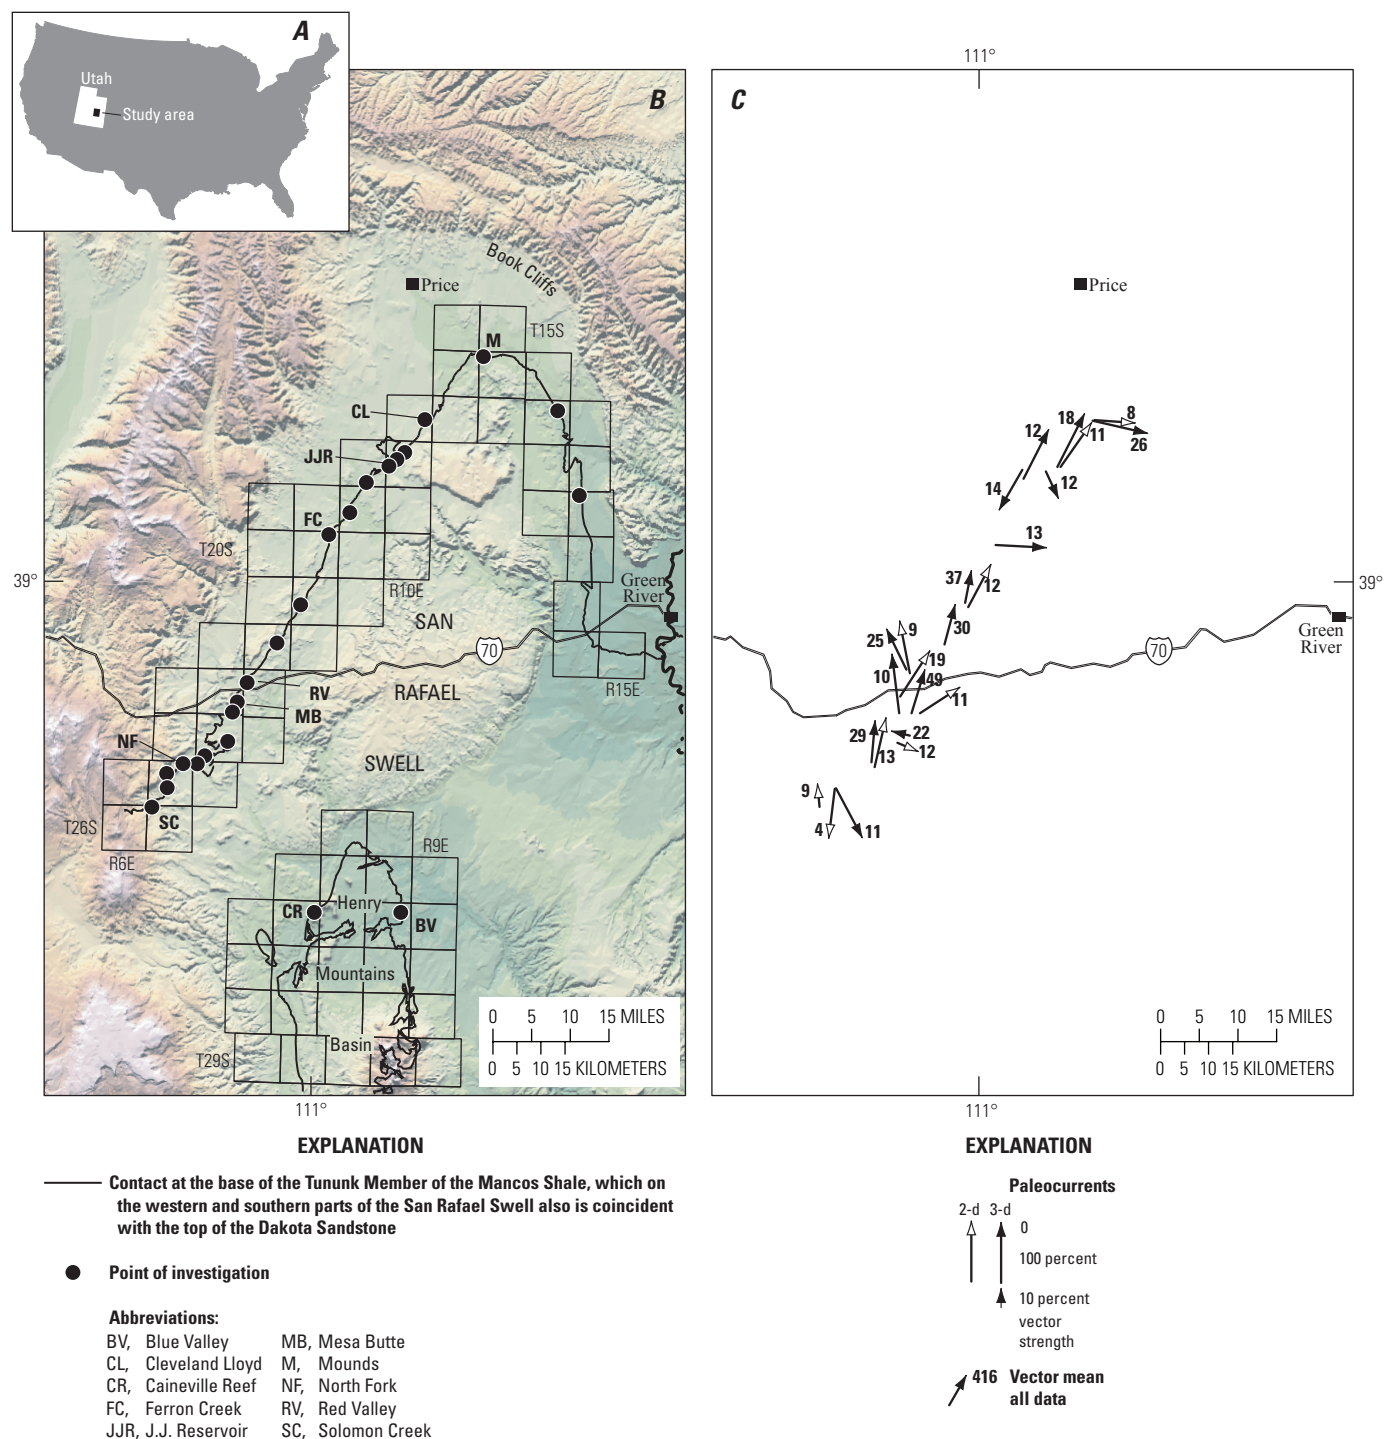 A
Utah
Study area
B
Book Cliffs
Price
T15S
M
CL
JJR
FC
T20S
39°
R10E
Green
River
SAN
70
RV
RAFAEL
R15E
MB
NF
SWELL
SC
T26S
R6E
R9E
CR
Henry
BV
Mountains
Basin
T29S
0 5 10 15 MILES
0 5 10 15 KILOMETERS
111°
111°
C
Price
18
8
12
11
26
14
12
13
39°
37
12
30
25
9
19
10
49
11
70
Green
River
29
22
13
12
9
4
11
0 5 10 15 MILES
0 5 10 15 KILOMETERS
111°
EXPLANATION
Contact at the base of the Tununk Member of the Mancos Shale, which on
the western and southern parts of the San Rafael Swell also is coincident
with the top of the Dakota Sandstone
Point of investigation
Abbreviations:
BV, Blue Valley MB, Mesa Butte
CL, Cleveland Lloyd M, Mounds
CR, Caineville Reef NF, North Fork
FC, Ferron Creek RV, Red Valley
JJR, J.J. Reservoir SC, Solomon Creek
EXPLANATION
Paleocurrents
2-d 3-d
0
100 percent
10 percent
vector
strength
416 Vector mean
all data